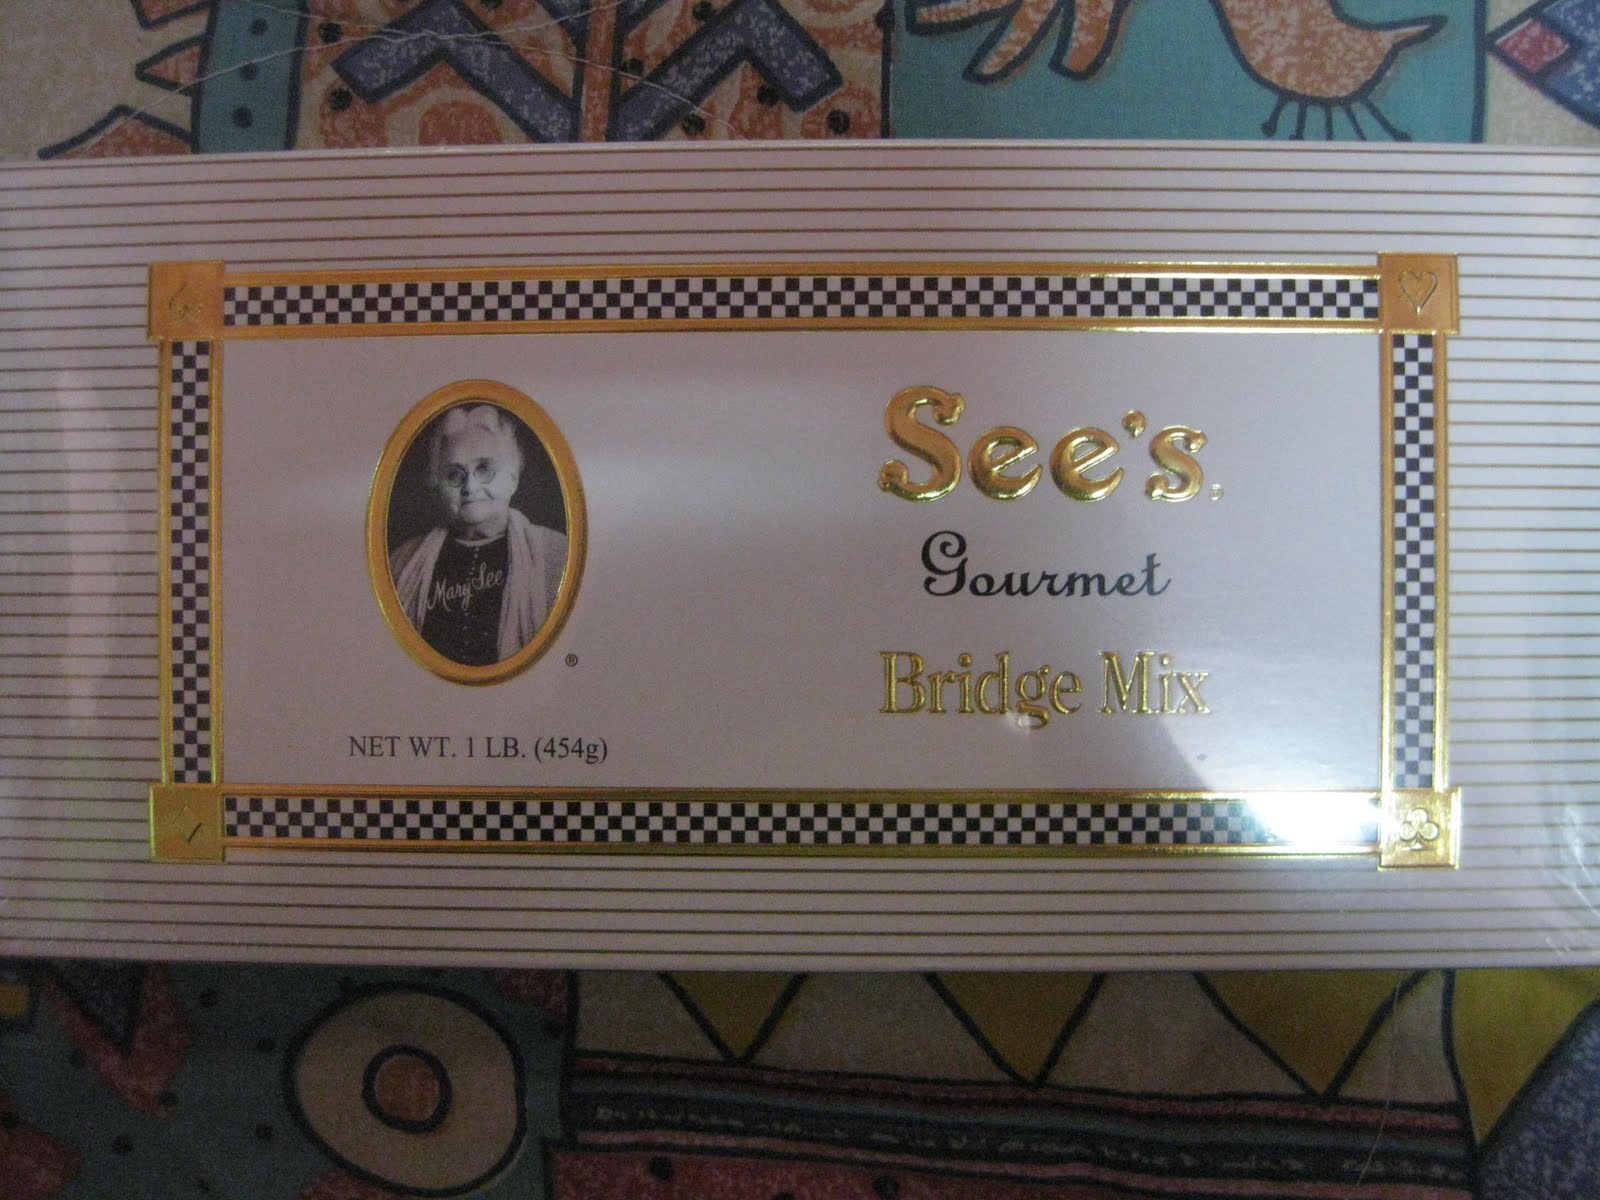 See's®
Gourmet
Bridge Mix
Mary See
®
NET WT. 1 LB. (454g)